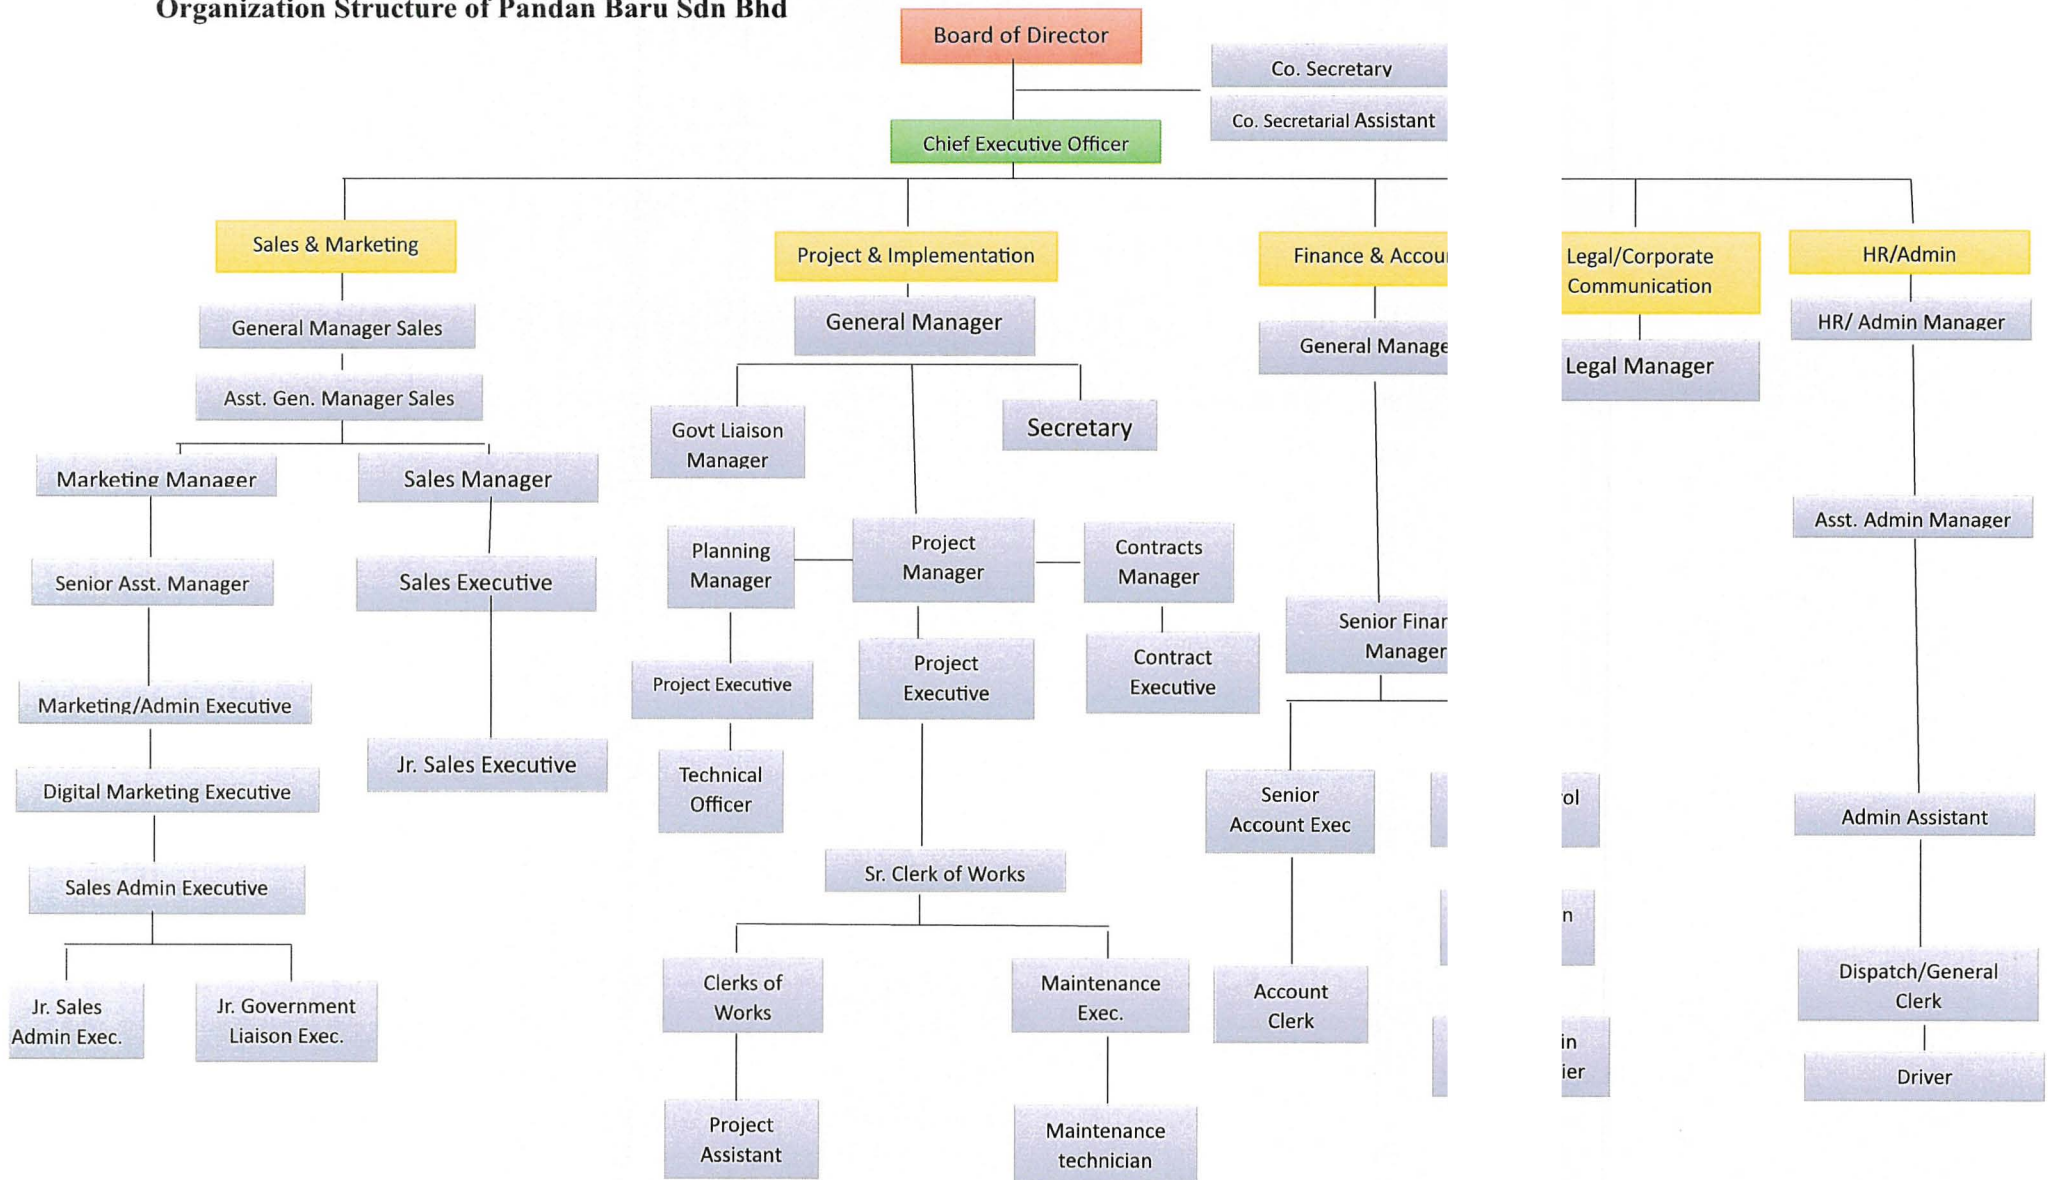 Organization Structure of Pandan Baru Sdn Bhd
Board of Director
Co. Secretary
Co. Secretarial Assistant
Chief Executive Officer
Sales & Marketing
General Manager Sales
Asst. Gen. Manager Sales
Marketing Manager
Senior Asst. Manager
Marketing/Admin Executive
Digital Marketing Executive
Sales Admin Executive
Jr. Sales
Admin Exec.
Jr. Government
Liaison Exec.
Sales Manager
Sales Executive
Jr. Sales Executive
Project & Implementation
General Manager
Govt Liaison
Manager
Secretary
Planning
Manager
Project
Manager
Contracts
Manager
Project Executive
Project
Executive
Contract
Executive
Technical
Officer
Sr. Clerk of Works
Clerks of
Works
Maintenance
Exec.
Project
Assistant
Maintenance
technician
Finance &
General
Senior
Manager
Senior
Account Exec
Account
Clerk
Legal/Corporate
Communication
Legal Manager
HR/Admin
HR/ Admin Manager
Asst. Admin Manager
Admin Assistant
Dispatch/General
Clerk
Driver